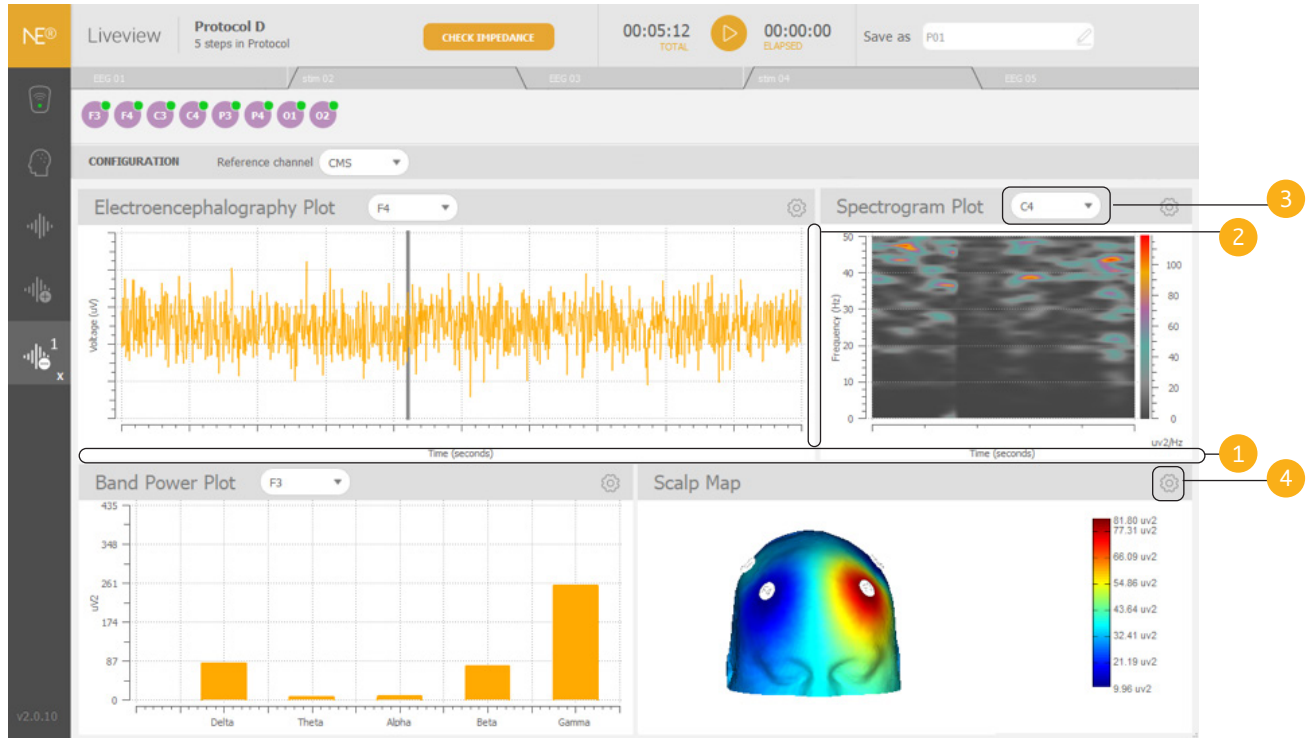 NE®
Liveview
Protocol D
5 steps in Protocol
CHECK IMPEDANCE
00:05:12
TOTAL
00:00:00
ELAPSED
Save as
P01
EEG 01
stim 02
EEG 03
stim 04
EEG 05
F3 F4 C3 C4 P3 P4 O1 O2
CONFIGURATION
Reference channel
CMS
Electroencephalography Plot
F4
Voltage (uV)
Time (seconds)
Spectrogram Plot
C4
Frequency (Hz)
50
40
30
20
10
0
100
80
60
40
20
0
uv2/Hz
Time (seconds)
3
2
1
4
1
x
Band Power Plot
F3
uV2
435
348
261
174
87
0
Delta Theta Alpha Beta Gamma
Scalp Map
81.80 uv2
77.31 uv2
66.09 uv2
54.86 uv2
43.64 uv2
32.41 uv2
21.19 uv2
9.96 uv2
v2.0.10